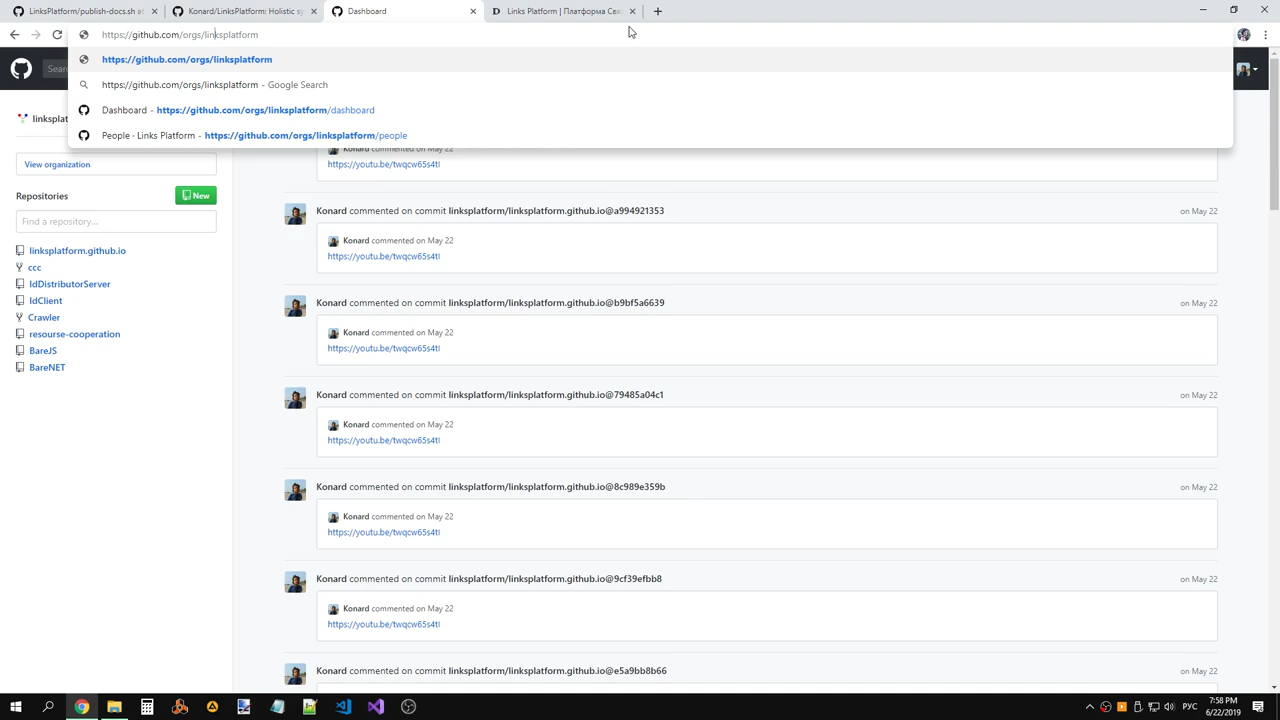 LinksPlatform/publish-docs.sh at
Konard/LinksPlatform: Holistic sy
Dashboard
Links Platform | Платформа Свя
https://github.com/orgs/linksplatform
https://github.com/orgs/linksplatform
https://github.com/orgs/linksplatform - Google Search
Dashboard - https://github.com/orgs/linksplatform/dashboard
People · Links Platform - https://github.com/orgs/linksplatform/people
Sear
linksplat
View organization
Repositories
New
Find a repository...
linksplatform.github.io
ccc
IdDistributorServer
IdClient
Crawler
resourse-cooperation
BareJS
BareNET
Konard commented on May 22
https://youtu.be/twqcw65s4tI
Konard commented on commit linksplatform/linksplatform.github.io@a994921353 on May 22
Konard commented on May 22
https://youtu.be/twqcw65s4tI
Konard commented on commit linksplatform/linksplatform.github.io@b9bf5a6639 on May 22
Konard commented on May 22
https://youtu.be/twqcw65s4tI
Konard commented on commit linksplatform/linksplatform.github.io@79485a04c1 on May 22
Konard commented on May 22
https://youtu.be/twqcw65s4tI
Konard commented on commit linksplatform/linksplatform.github.io@8c989e359b on May 22
Konard commented on May 22
https://youtu.be/twqcw65s4tI
Konard commented on commit linksplatform/linksplatform.github.io@9cf39efbb8 on May 22
Konard commented on May 22
https://youtu.be/twqcw65s4tI
Konard commented on commit linksplatform/linksplatform.github.io@e5a9bb8b66 on May 22
РУС
7:58 PM
6/22/2019